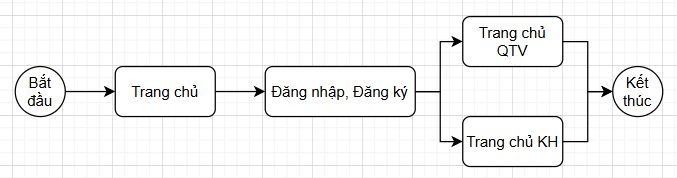 Bắt
đầu
Trang chủ
Đăng nhập, Đăng ký
Trang chủ
QTV
Trang chủ KH
Kết
thúc